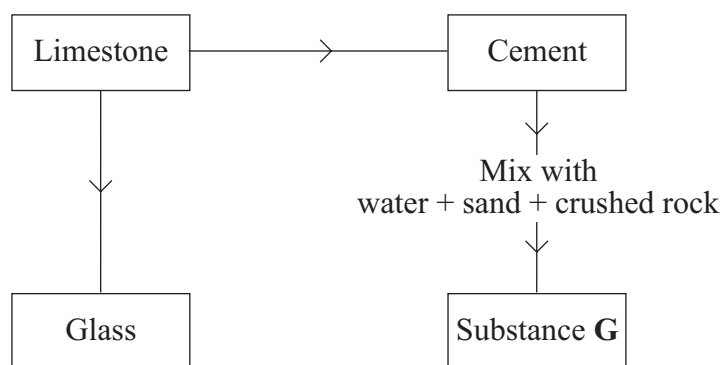 Limestone
Cement
Mix with
water + sand + crushed rock
Glass
Substance G